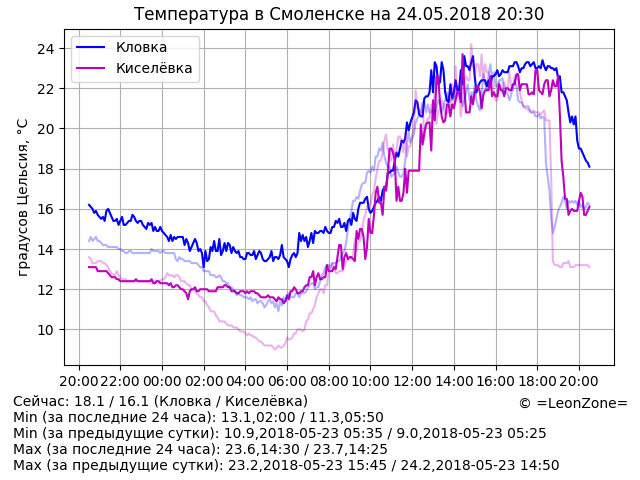 Температура в Смоленске на 24.05.2018 20:30
Кловка
Киселёвка
градусов Цельсия, °C
24
22
20
18
16
14
12
10
20:00 22:00 00:00 02:00 04:00 06:00 08:00 10:00 12:00 14:00 16:00 18:00 20:00
Сейчас: 18.1 / 16.1 (Кловка / Киселёвка)
© =LeonZone=
Min (за последние 24 часа): 13.1,02:00 / 11.3,05:50
Min (за предыдущие сутки): 10.9,2018-05-23 05:35 / 9.0,2018-05-23 05:25
Max (за последние 24 часа): 23.6,14:30 / 23.7,14:25
Max (за предыдущие сутки): 23.2,2018-05-23 15:45 / 24.2,2018-05-23 14:50